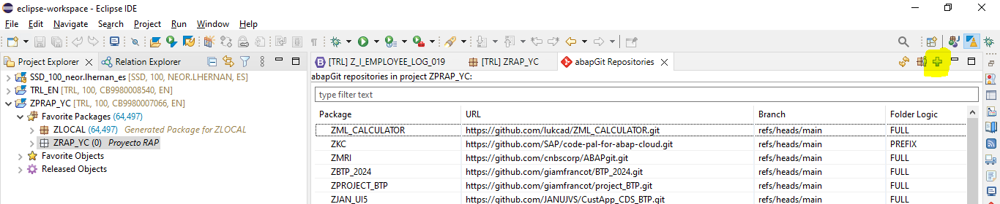 eclipse-workspace - Eclipse IDE
File Edit Navigate Search Project Run Window Help
Project Explorer Relation Explorer
SSD_100_neor.lhernan_es [SSD, 100, NEOR.LHERNAN, ES]
TRL_EN [TRL, 100, CB9980008540, EN]
ZPRAP_YC [TRL, 100, CB9980007066, EN]
Favorite Packages (64,497)
ZLOCAL (64,497) Generated Package for ZLOCAL
ZRAP_YC (0) Proyecto RAP
Favorite Objects
Released Objects
[TRL] Z_I_EMPLOYEE_LOG_019 [TRL] ZRAP_YC abapGit Repositories
abapGit repositories in project ZPRAP_YC:
type filter text
Package URL Branch Folder Logic
ZML_CALCULATOR https://github.com/lukcad/ZML_CALCULATOR.git refs/heads/main FULL
ZKC https://github.com/SAP/code-pal-for-abap-cloud.git refs/heads/main PREFIX
ZMRI https://github.com/cnbscorp/ABAPgit.git refs/heads/main FULL
ZBTP_2024 https://github.com/giamfrancot/BTP_2024.git refs/heads/main FULL
ZPROJECT_BTP https://github.com/giamfrancot/project_BTP.git refs/heads/main FULL
ZJAN_UI5 https://github.com/JANUJVS/CustApp_CDS_BTP.git refs/heads/main FULL